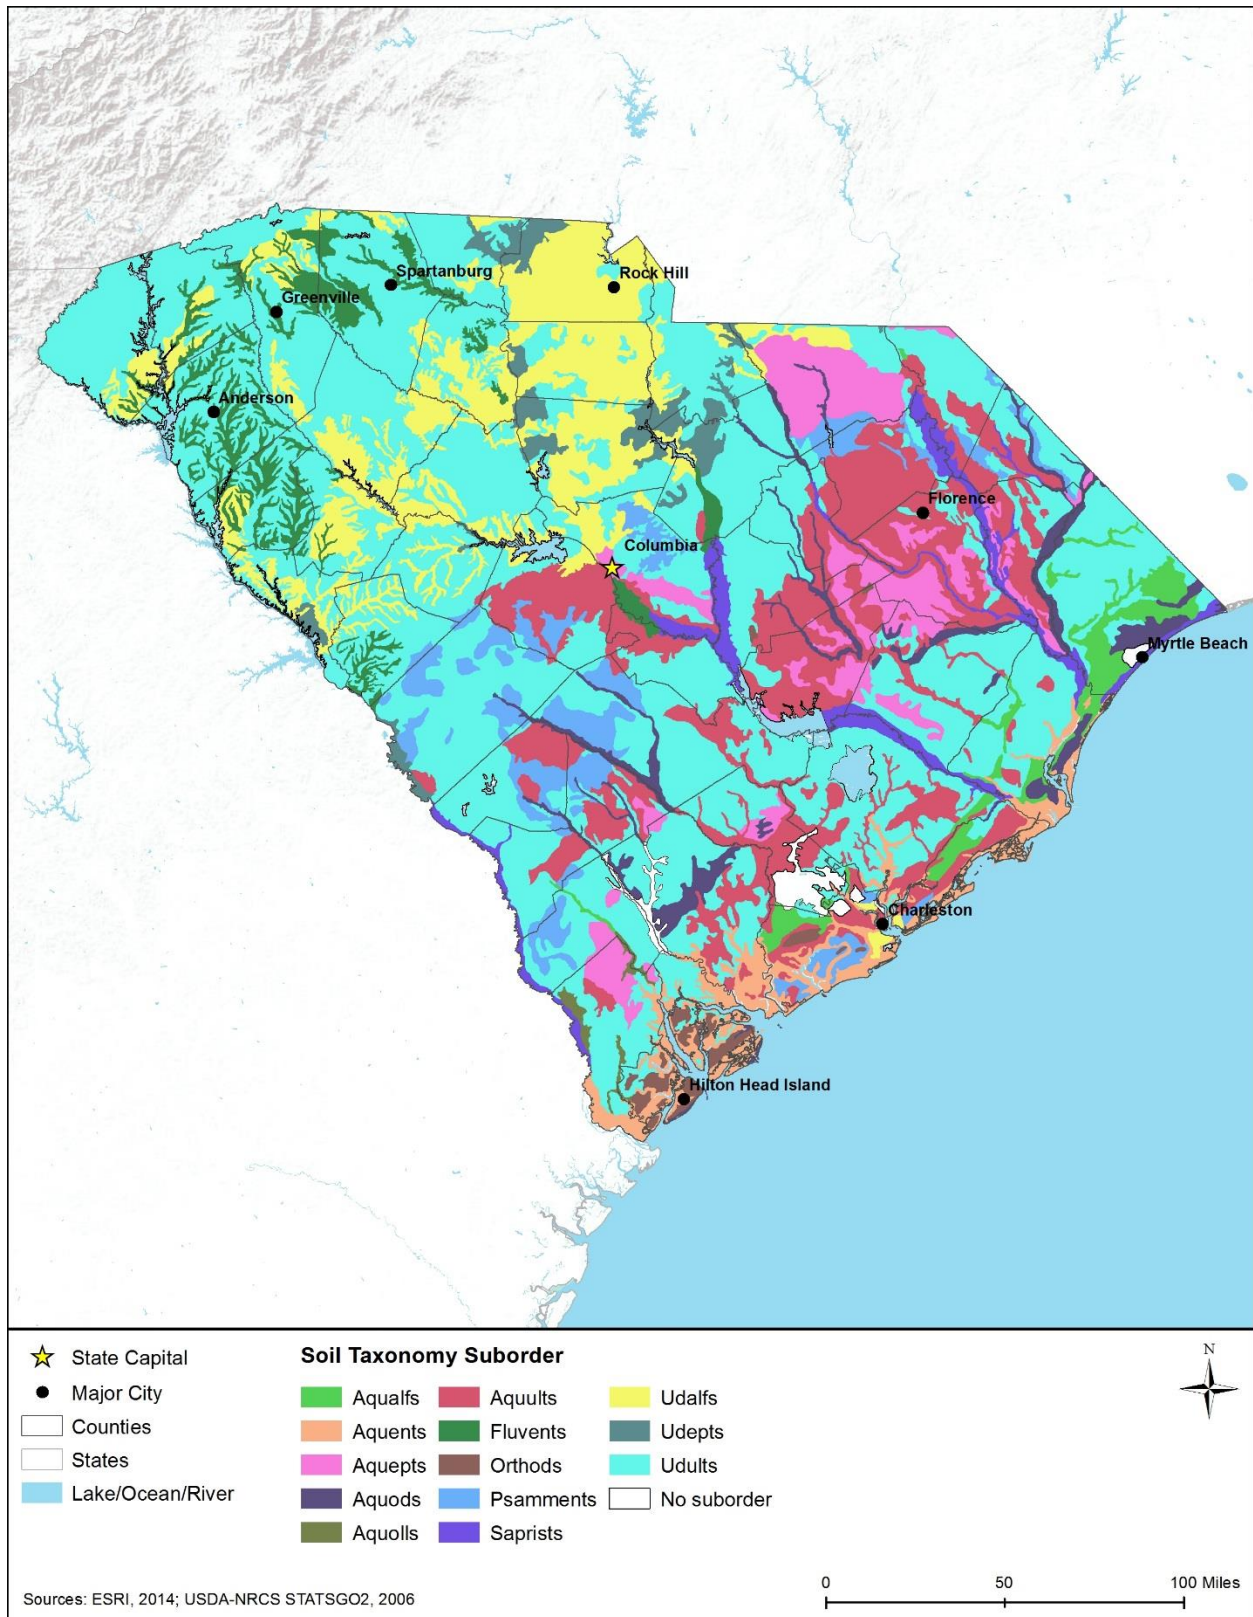 Spartanburg
Rock Hill
Greenville
Anderson
Florence
Columbia
Myrtle Beach
Charleston
Hilton Head Island
State Capital
Major City
Counties
States
Lake/Ocean/River
Soil Taxonomy Suborder
Aqualfs
Aquents
Aquepts
Aquods
Aquolls
Aquults
Fluvents
Orthods
Psamments
Saprists
Udalfs
Udepts
Udults
No suborder
N
0 50 100 Miles
Sources: ESRI, 2014; USDA-NRCS STATSGO2, 2006